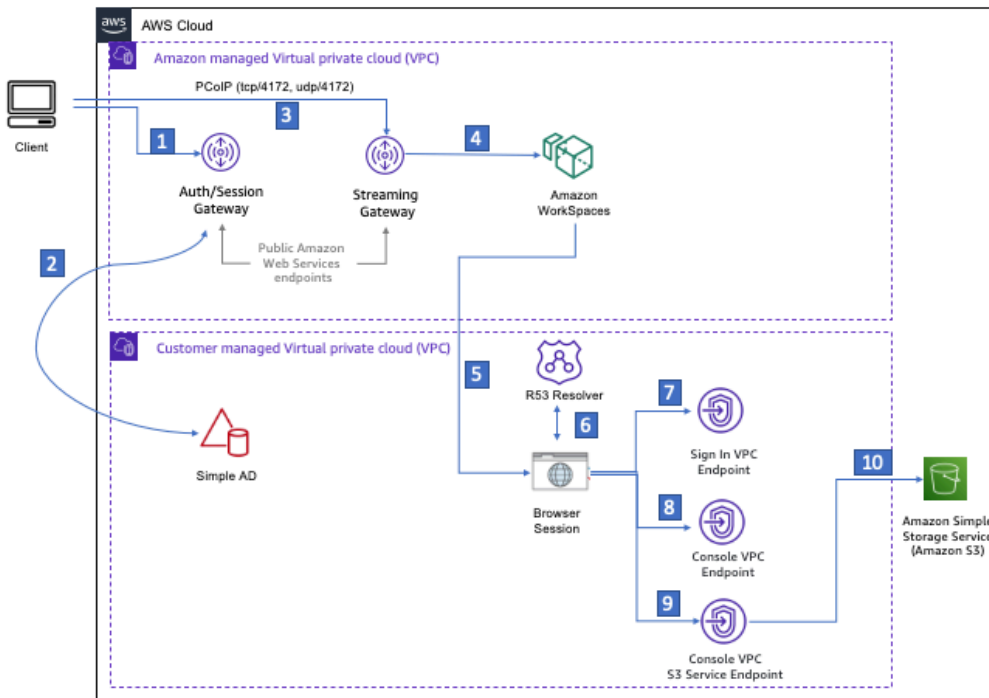 aws
AWS Cloud
Amazon managed Virtual private cloud (VPC)
PCoIP (tcp/4172, udp/4172)
3
1
4
Client
Auth/Session
Gateway
Streaming
Gateway
Amazon
WorkSpaces
Public Amazon
Web Services
endpoints
2
Customer managed Virtual private cloud (VPC)
5
R53 Resolver
6
7
Sign In VPC
Endpoint
Simple AD
Browser
Session
8
Console VPC
Endpoint
10
Amazon Simple
Storage Service
(Amazon S3)
9
Console VPC
S3 Service Endpoint